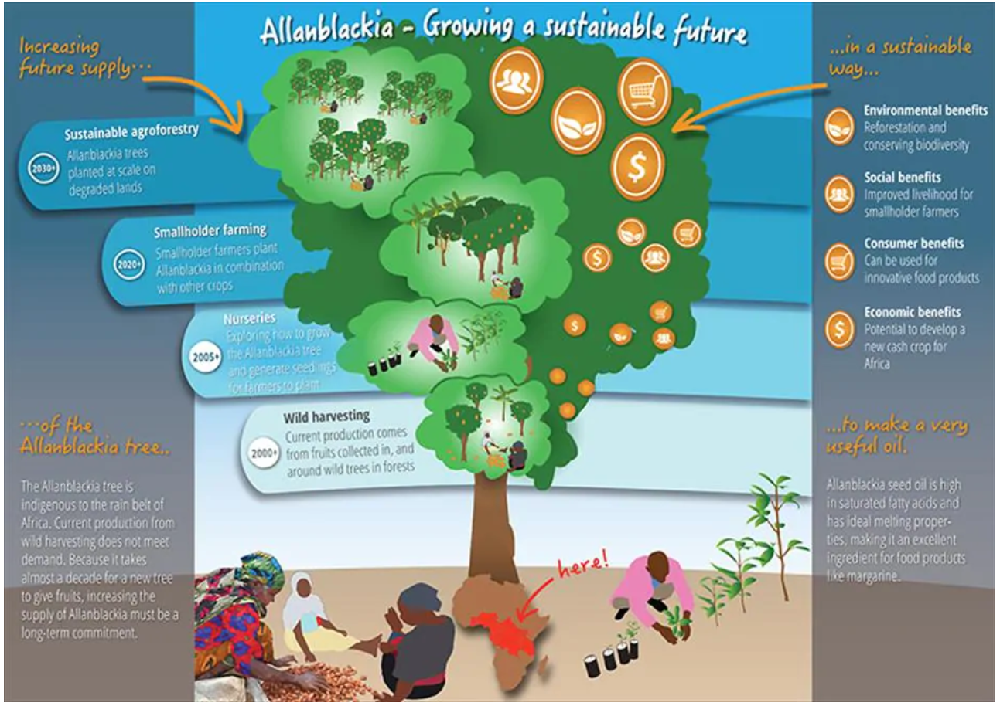 Allanblackia - Growing a sustainable future
Increasing
future supply...
Sustainable agroforestry
2030+
Allanblackia trees
planted at scale on
degraded lands
Smallholder farming
2020+
Smallholder farmers plant
Allanblackia in combination
with other crops
Nurseries
2005+
Exploring how to grow
the Allanblackia tree
and generate seedings
for farmers to plant
Wild harvesting
2000+
Current production comes
from fruits collected in, and
around wild trees in forests
...of the
Allanblackia tree..
The Allanblackia tree is
indigenous to the rain belt of
Africa. Current production from
wild harvesting does not meet
demand. Because it takes
almost a decade for a new tree
to give fruits, increasing the
supply of Allanblackia must be a
long-term commitment.
here!
...in a sustainable
way...
Environmental benefits
Reforestation and
conserving biodiversity
Social benefits
Improved livelihood for
smallholder farmers
Consumer benefits
Can be used for
innovative food products
$
Economic benefits
Potential to develop a
new cash crop for
Africa
...to make a very
useful oil.
Allanblackia seed oil is high
in saturated fatty acids and
has ideal melting proper-
ties, making it an excellent
ingredient for food products
like margarine.